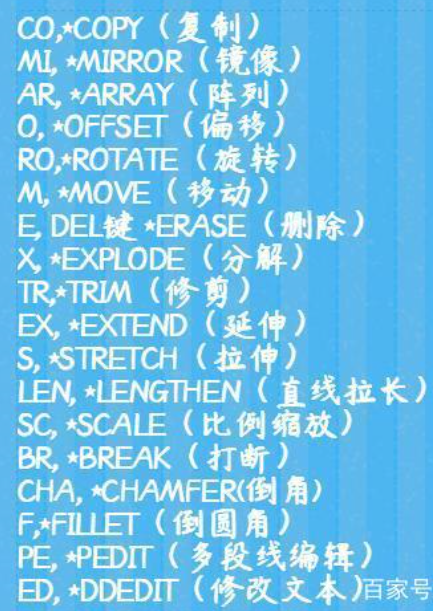 CO,*COPY（复制）
MI, *MIRROR（镜像）
AR, *ARRAY（阵列）
O, *OFFSET（偏移）
RO,*ROTATE（旋转）
M, *MOVE（移动）
E, DEL键 *ERASE（删除）
X, *EXPLODE（分解）
TR,*TRIM（修剪）
EX, *EXTEND（延伸）
S, *STRETCH（拉伸）
LEN, *LENGTHEN（直线拉长）
SC, *SCALE（比例缩放）
BR, *BREAK（打断）
CHA, *CHAMFER(倒角)
F,*FILLET（倒圆角）
PE, *PEDIT（多段线编辑）
ED, *DDEDIT（修改文本）百家号